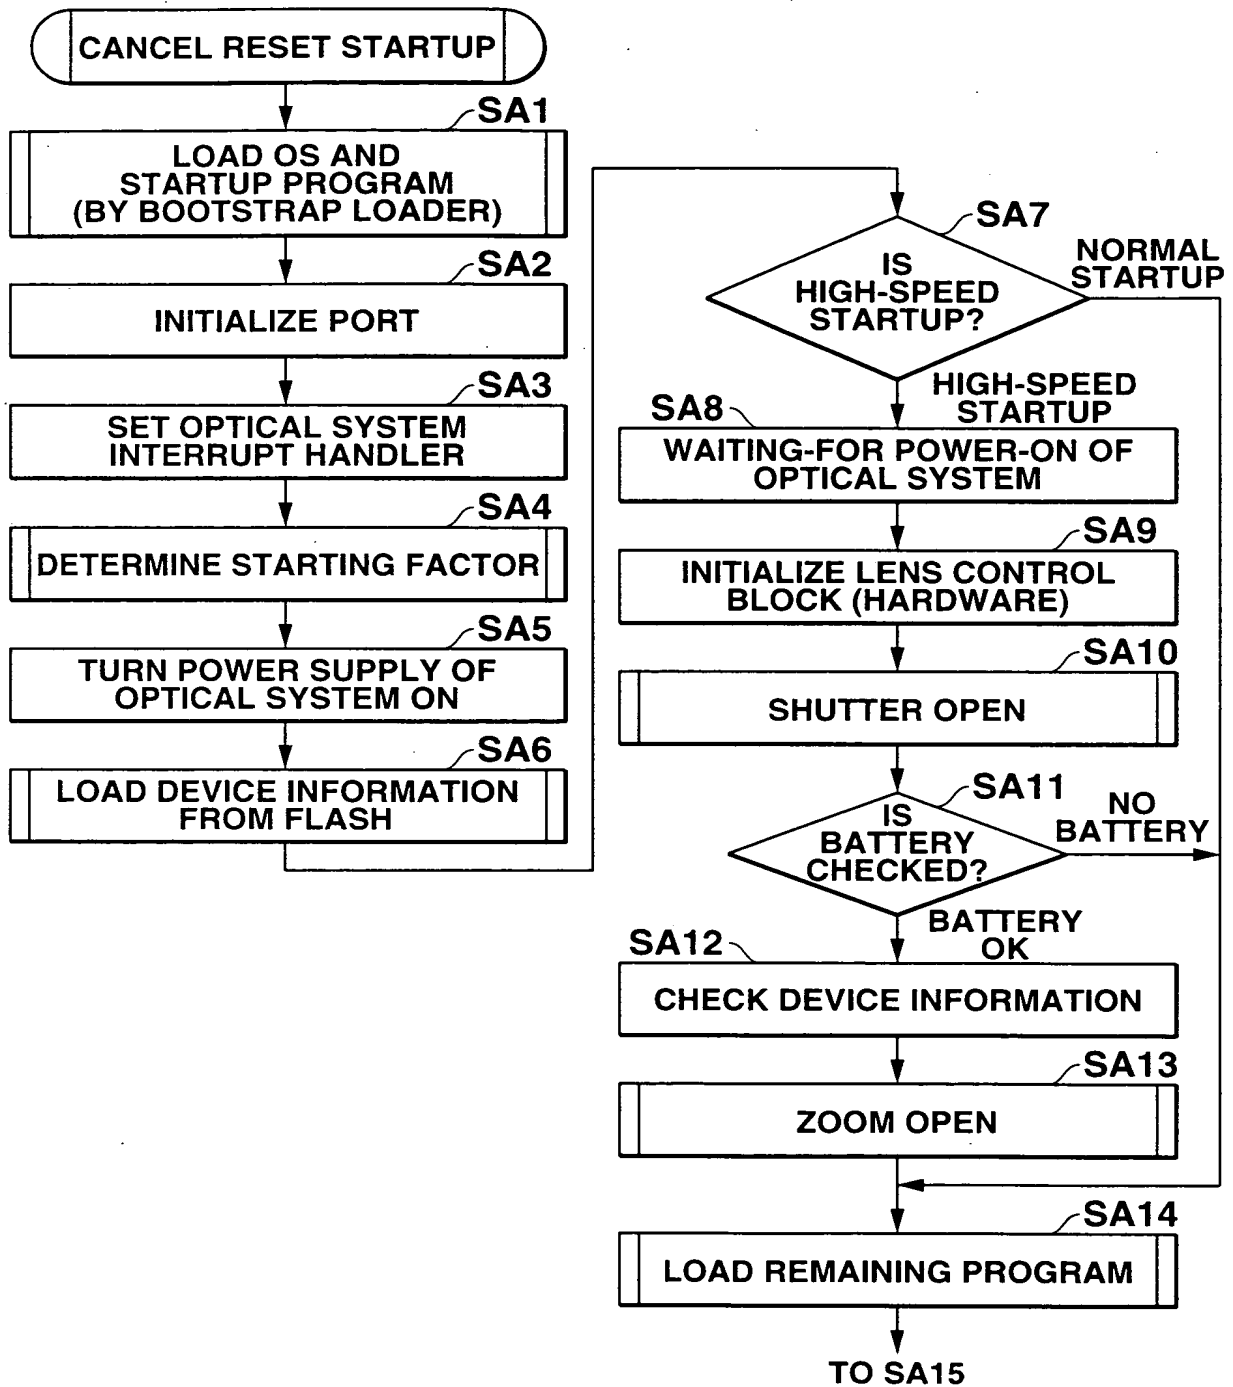 CANCEL RESET STARTUP
SA1
LOAD OS AND
STARTUP PROGRAM
(BY BOOTSTRAP LOADER)
SA2
INITIALIZE PORT
SA3
SET OPTICAL SYSTEM
INTERRUPT HANDLER
SA4
DETERMINE STARTING FACTOR
SA5
TURN POWER SUPPLY OF
OPTICAL SYSTEM ON
SA6
LOAD DEVICE INFORMATION
FROM FLASH
SA7
IS
HIGH-SPEED
STARTUP?
NORMAL
STARTUP
HIGH-SPEED
STARTUP
SA8
WAITING-FOR POWER-ON OF
OPTICAL SYSTEM
SA9
INITIALIZE LENS CONTROL
BLOCK (HARDWARE)
SA10
SHUTTER OPEN
SA11
IS
BATTERY
CHECKED?
NO
BATTERY
BATTERY
OK
SA12
CHECK DEVICE INFORMATION
SA13
ZOOM OPEN
SA14
LOAD REMAINING PROGRAM
TO SA15